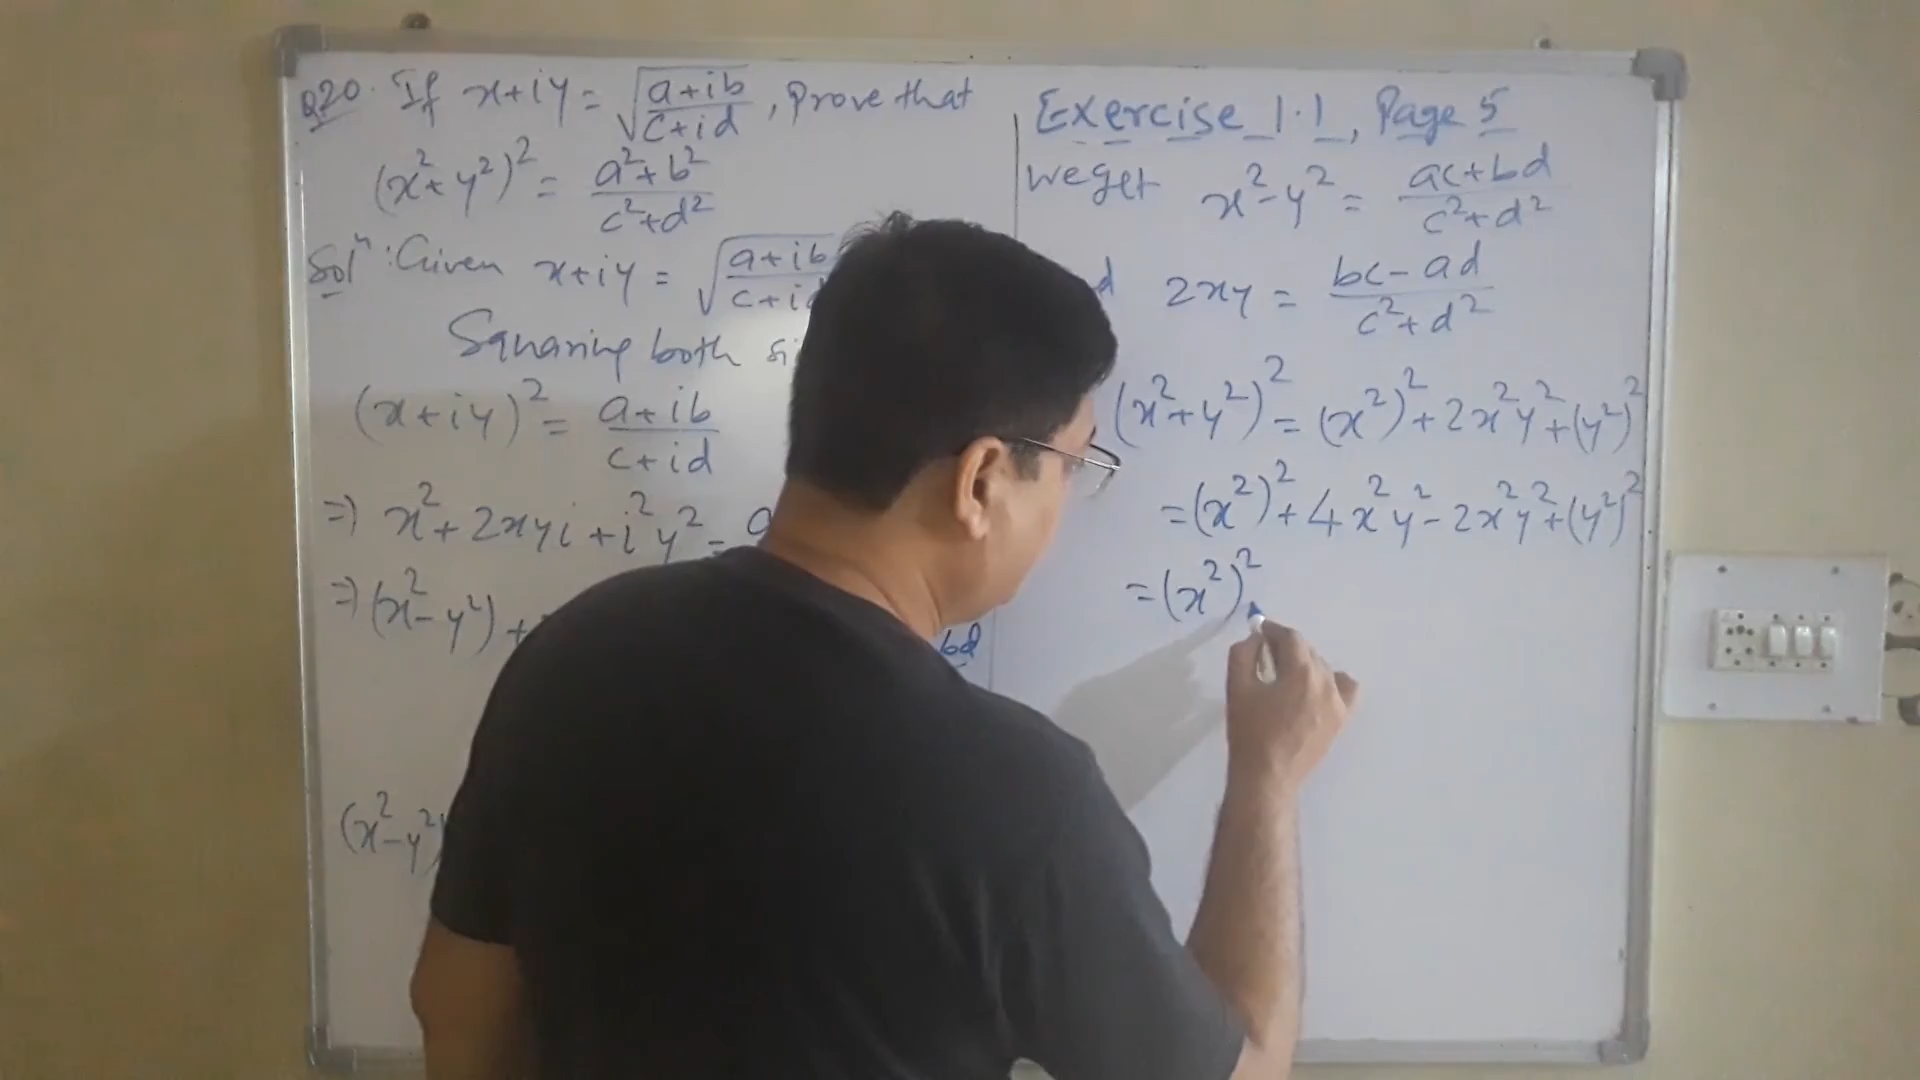 Q20. If x+iy = √(a+ib / c+id), Prove that
(x²+y²)² = a²+b² / c²+d²
Solⁿ: Given x+iy = √(a+ib / c+id
Squaring both si
(x+iy)² = a+ib / c+id
⇒ x²+2xyi+i²y² = a
⇒ (x²-y²)+
bd
(x²-y²)
Exercise 1.1, Page 5
we get x²-y² = ac+bd / c²+d²
d 2xy = bc-ad / c²+d²
(x²+y²)² = (x²)²+2x²y²+(y²)²
= (x²)²+4x²y²-2x²y²+(y²)²
= (x²)²